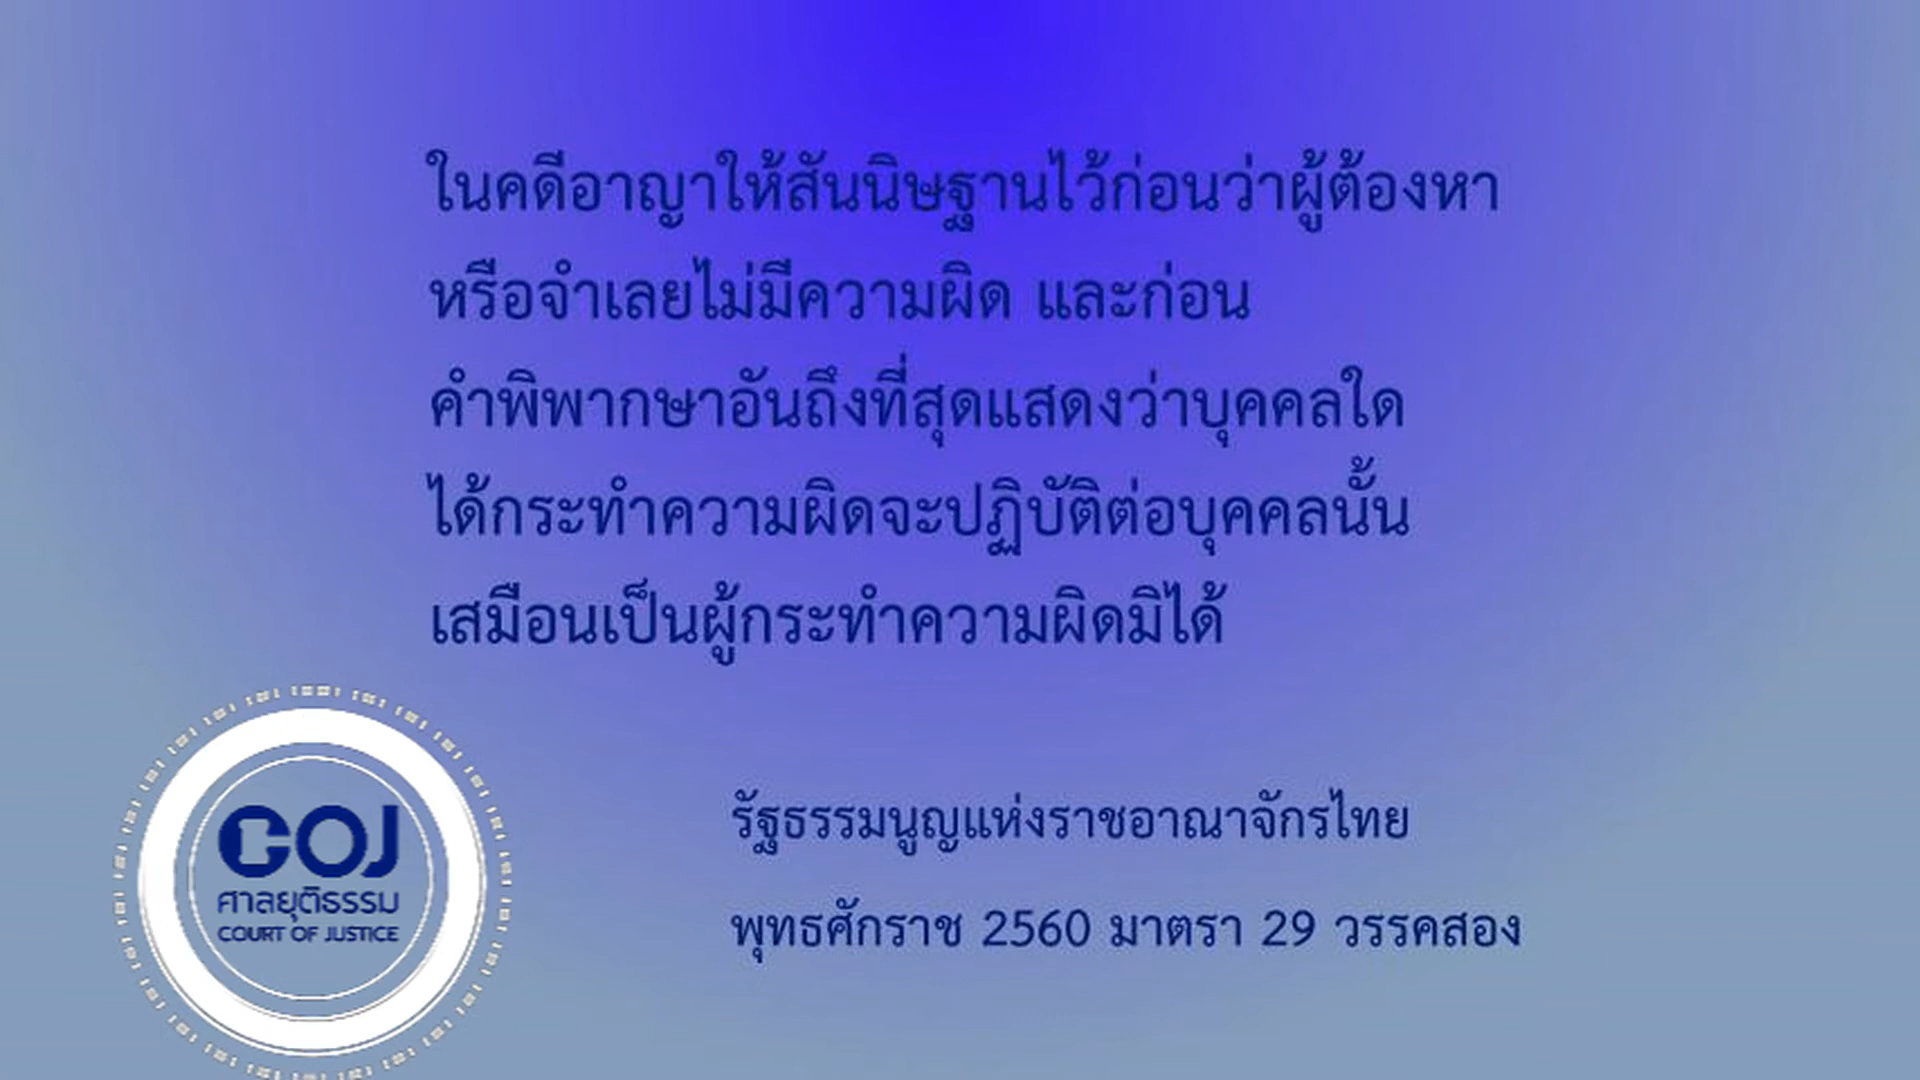 ในคดีอาญาให้สันนิษฐานไว้ก่อนว่าผู้ต้องหา
หรือจำเลยไม่มีความผิด และก่อน
คำพิพากษาอันถึงที่สุดแสดงว่าบุคคลใด
ได้กระทำความผิดจะปฏิบัติต่อบุคคลนั้น
เสมือนเป็นผู้กระทำความผิดมิได้
รัฐธรรมนูญแห่งราชอาณาจักรไทย
พุทธศักราช 2560 มาตรา 29 วรรคสอง
COJ
ศาลยุติธรรม
COURT OF JUSTICE